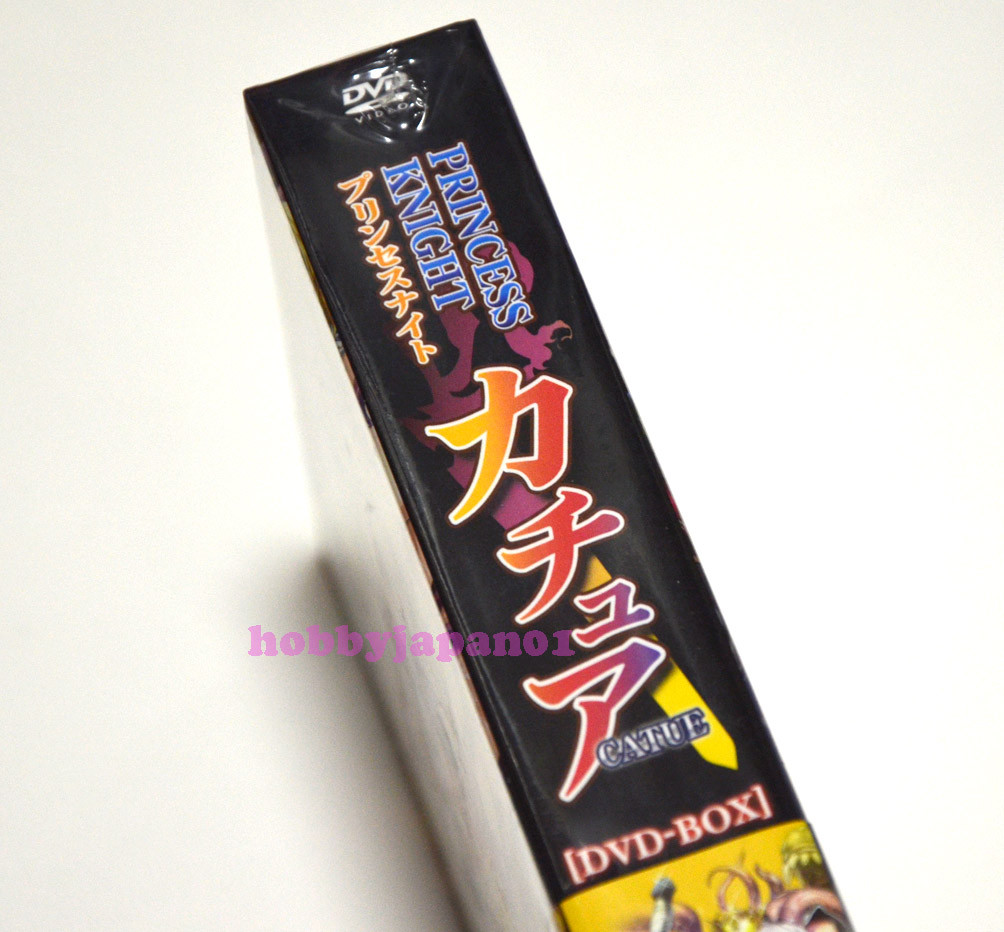 DVD
VIDEO
PRINCESS
KNIGHT
プリンセスナイト
カチュア
CATUE
[DVD-BOX]
hobbyjapan01